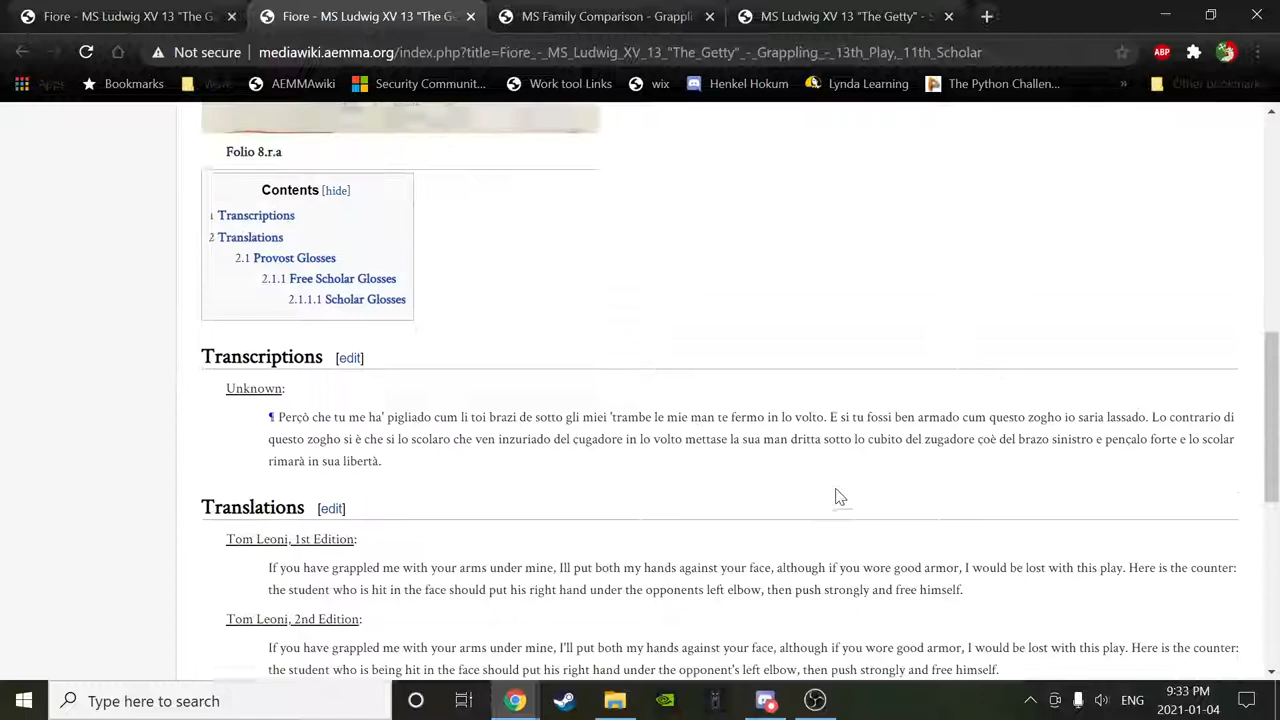 Fiore - MS Ludwig XV 13 "The Getty
Fiore - MS Ludwig XV 13 "The Ge
MS Family Comparison - Grappli
MS Ludwig XV 13 "The Getty" - S
Not secure mediawiki.aemma.org/index.php?title=Fiore_-_MS_Ludwig_XV_13_"The_Getty"_-_Grappling_-_13th_Play,_11th_Scholar
ABP
Apps Bookmarks Work AEMMAwiki Security Communit... Work tool Links wix Henkel Hokum Lynda Learning The Python Challen... » Other bookmark
Folio 8.r.a
Contents [hide]
1 Transcriptions
2 Translations
2.1 Provost Glosses
2.1.1 Free Scholar Glosses
2.1.1.1 Scholar Glosses
Transcriptions [edit]
Unknown:
¶ Perçò che tu me ha' pigliado cum li toi brazi de sotto gli miei 'trambe le mie man te fermo in lo volto. E si tu fossi ben armado cum questo zogho io saria lassado. Lo contrario di
questo zogho si è che si lo scolaro che ven inzuriado del çugadore in lo volto mettase la sua man dritta sotto lo cubito del zugadore çoè del brazo sinistro e pençalo forte e lo scolar
rimarà in sua libertà.
Translations [edit]
Tom Leoni, 1st Edition:
If you have grappled me with your arms under mine, Ill put both my hands against your face, although if you wore good armor, I would be lost with this play. Here is the counter:
the student who is hit in the face should put his right hand under the opponents left elbow, then push strongly and free himself.
Tom Leoni, 2nd Edition:
If you have grappled me with your arms under mine, I'll put both my hands against your face, although if you wore good armor, I would be lost with this play. Here is the counter:
the student who is being hit in the face should put his right hand under the opponent's left elbow, then push strongly and free himself.
Type here to search
ENG
9:33 PM
2021-01-04